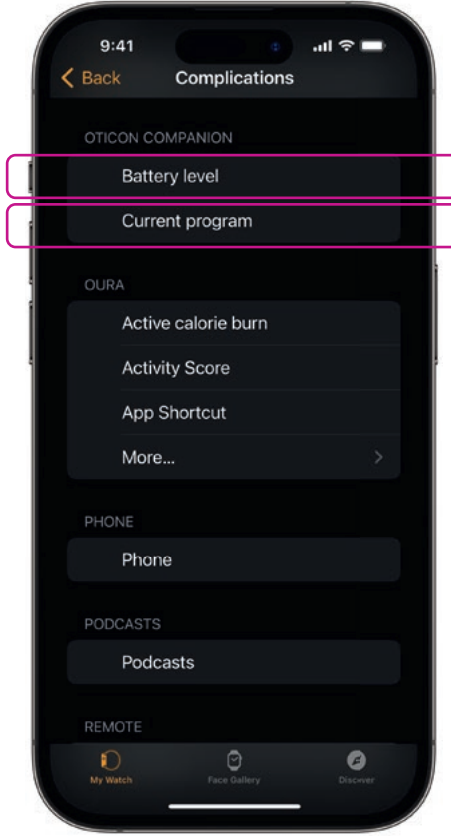 9:41
Back Complications
OTICON COMPANION
Battery level
Current program
OURA
Active calorie burn
Activity Score
App Shortcut
More...
PHONE
Phone
PODCASTS
Podcasts
REMOTE
My Watch Face Gallery Discover